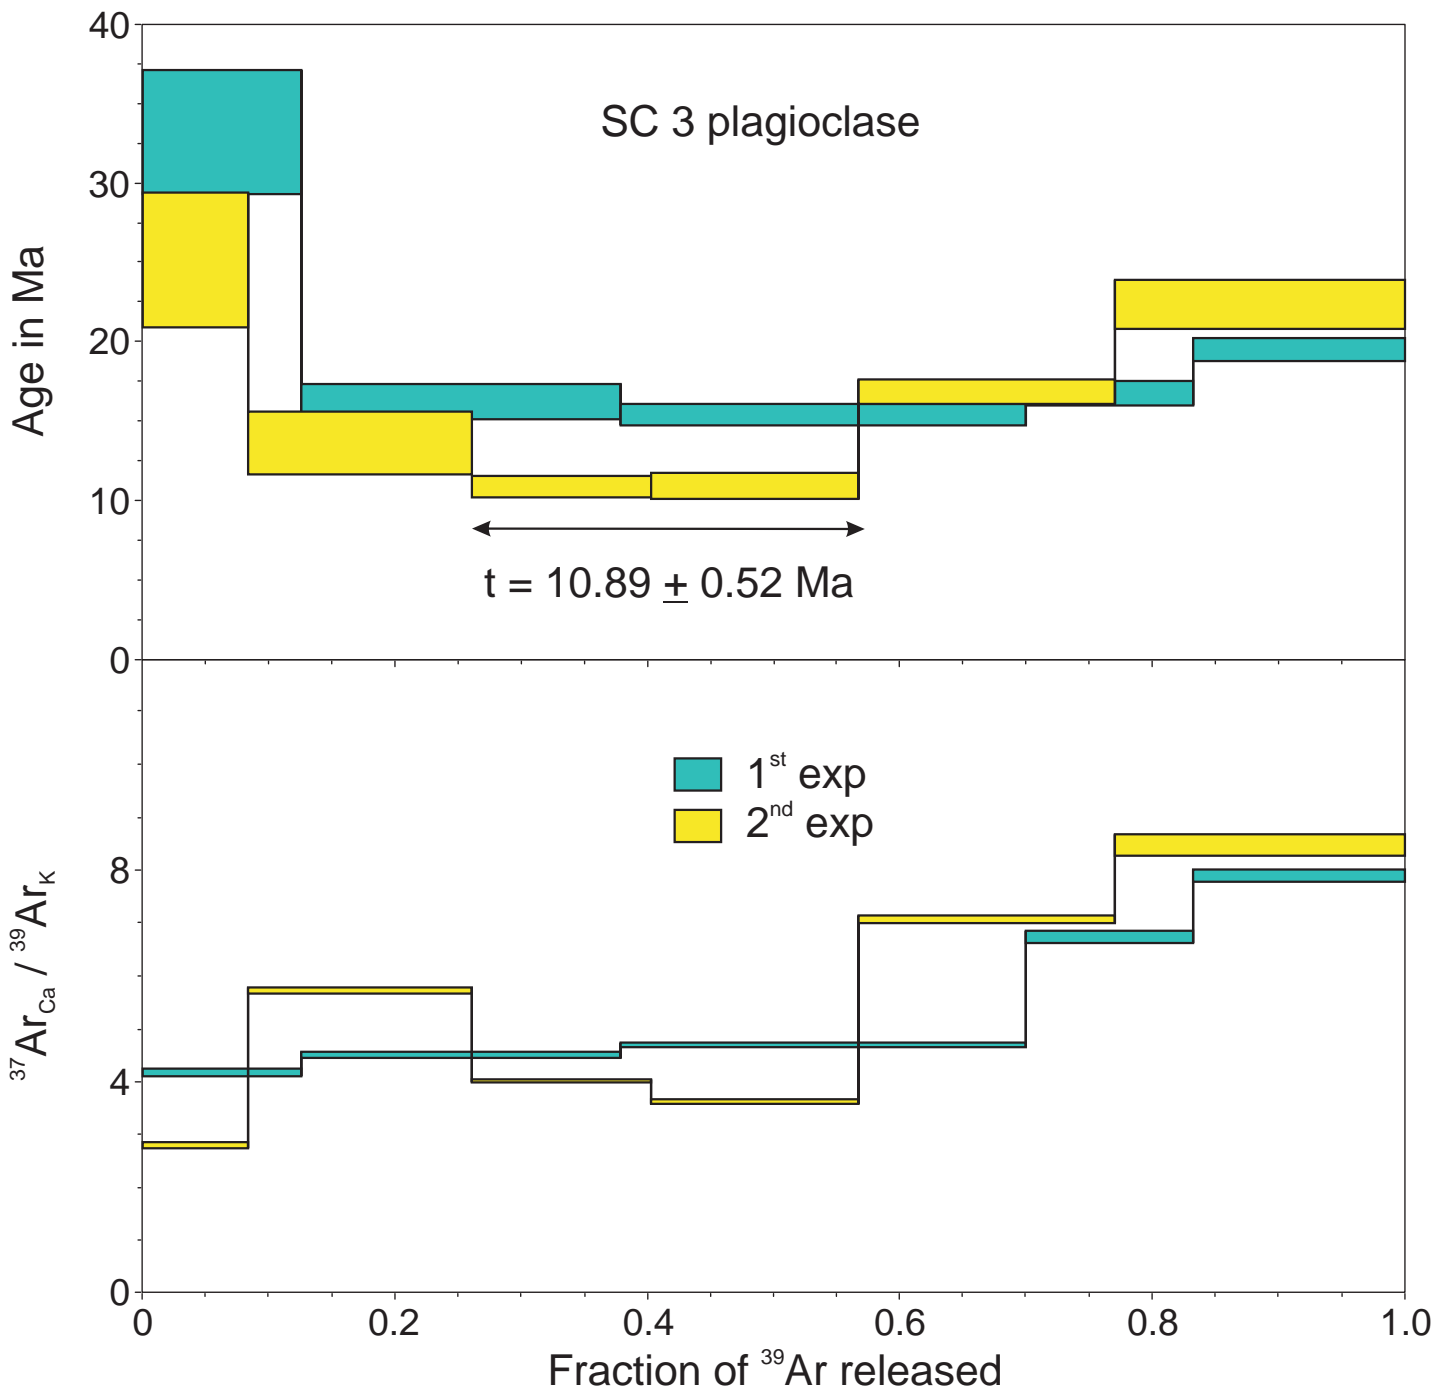 40
SC 3 plagioclase
30
Age in Ma
20
10
t = 10.89 ± 0.52 Ma
0
1st exp
2nd exp
8
37ArCa / 39ArK
4
0
0 0.2 0.4 0.6 0.8 1.0
Fraction of 39Ar released